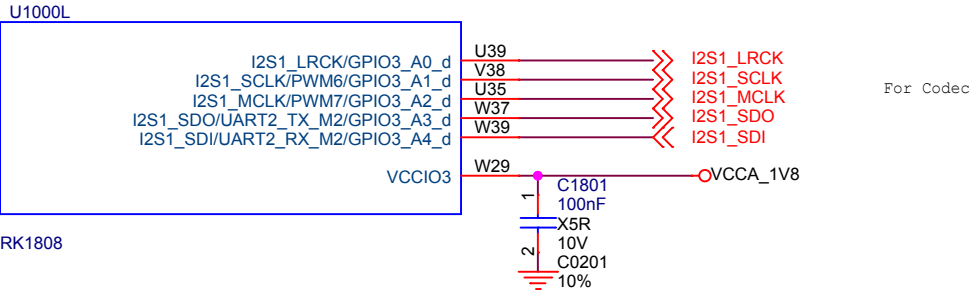 U1000L
I2S1_LRCK/GPIO3_A0_d U39 I2S1_LRCK
I2S1_SCLK/PWM6/GPIO3_A1_d V38 I2S1_SCLK
I2S1_MCLK/PWM7/GPIO3_A2_d U35 I2S1_MCLK
I2S1_SDO/UART2_TX_M2/GPIO3_A3_d W37 I2S1_SDO
I2S1_SDI/UART2_RX_M2/GPIO3_A4_d W39 I2S1_SDI
For Codec
VCCIO3 W29 VCCA_1V8
RK1808
1
2
C1801
100nF
X5R
10V
C0201
10%